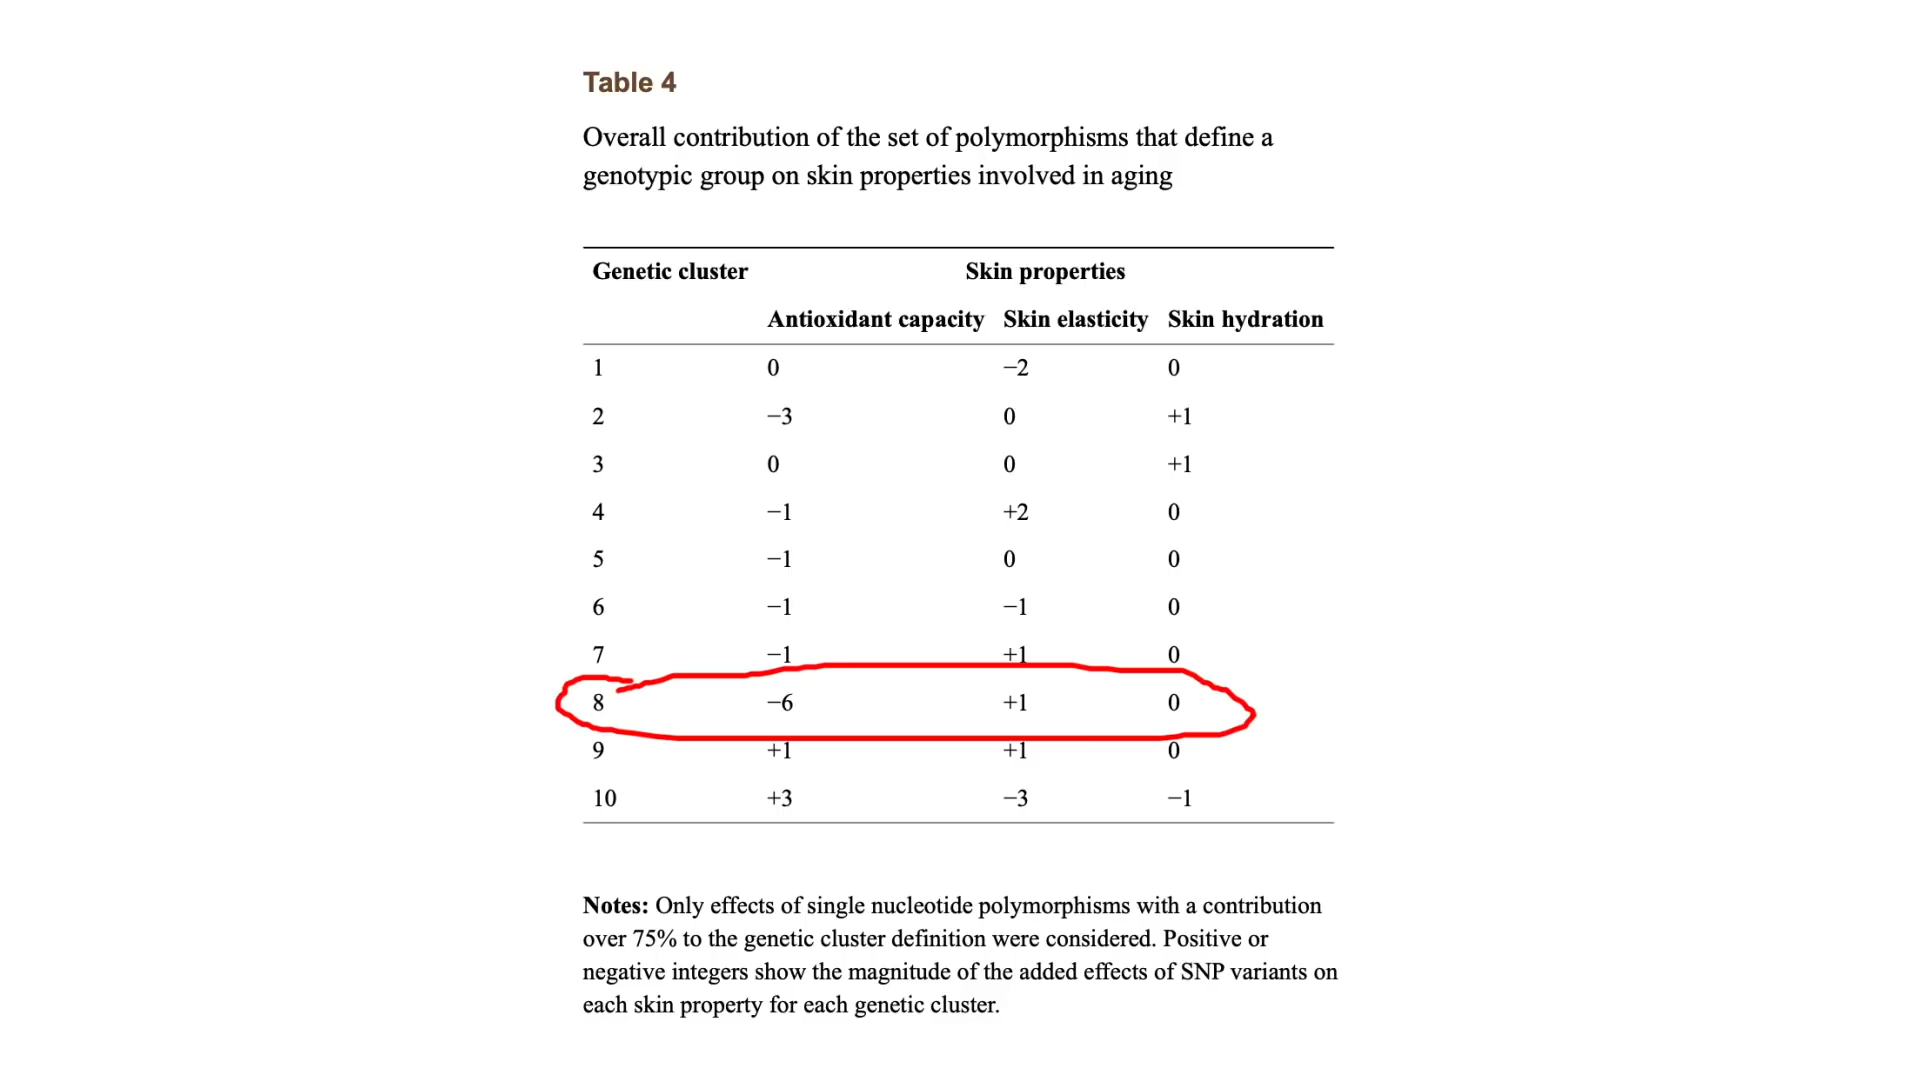 Table 4
Overall contribution of the set of polymorphisms that define a
genotypic group on skin properties involved in aging
Genetic cluster Skin properties
Antioxidant capacity Skin elasticity Skin hydration
1 0 −2 0
2 −3 0 +1
3 0 0 +1
4 −1 +2 0
5 −1 0 0
6 −1 −1 0
7 −1 +1 0
8 −6 +1 0
9 +1 +1 0
10 +3 −3 −1
Notes: Only effects of single nucleotide polymorphisms with a contribution
over 75% to the genetic cluster definition were considered. Positive or
negative integers show the magnitude of the added effects of SNP variants on
each skin property for each genetic cluster.